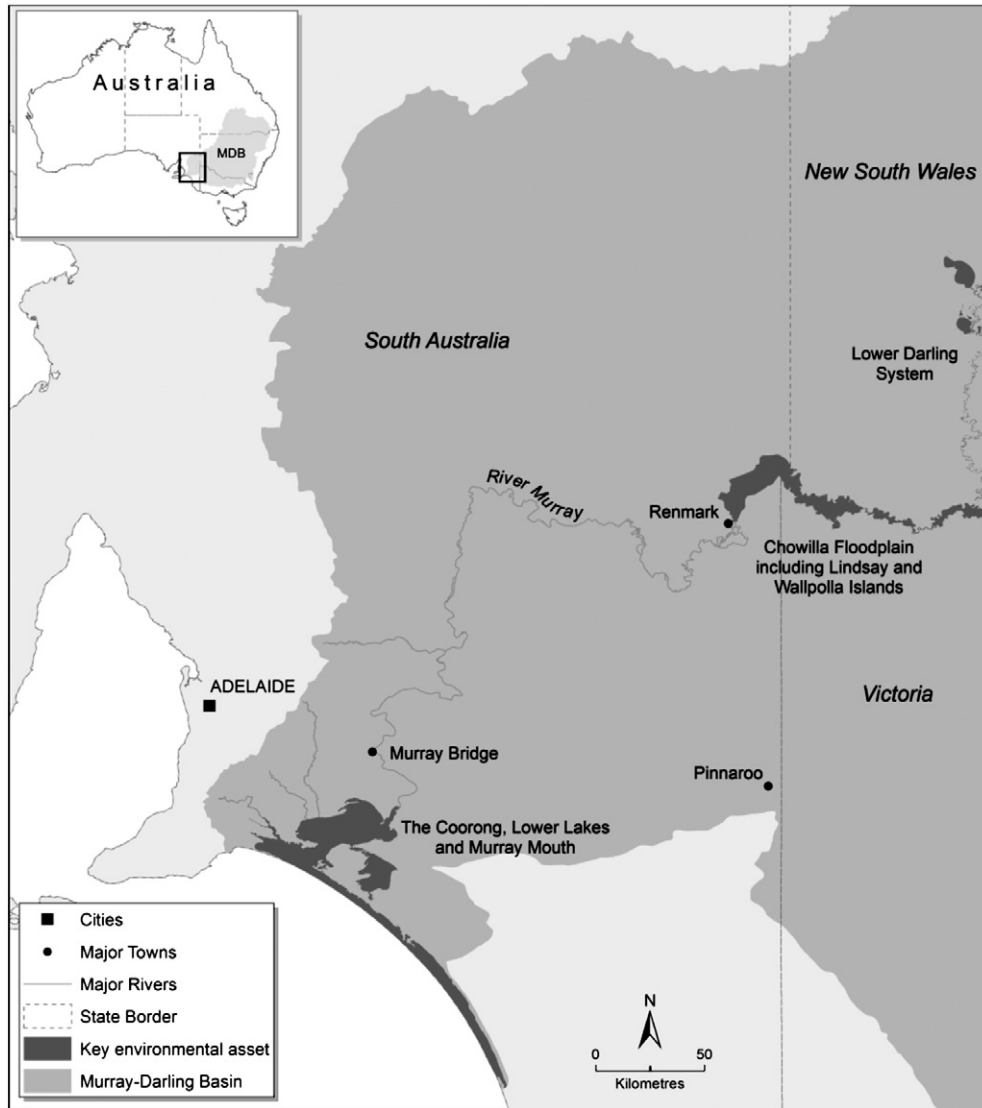 Australia
MDB
New South Wales
South Australia
Lower Darling
System
River Murray
Renmark
Chowilla Floodplain
including Lindsay and
Wallpolla Islands
ADELAIDE
Victoria
Murray Bridge
Pinnaroo
The Coorong, Lower Lakes
and Murray Mouth
Cities
Major Towns
Major Rivers
State Border
Key environmental asset
Murray-Darling Basin
N
0 50
Kilometres